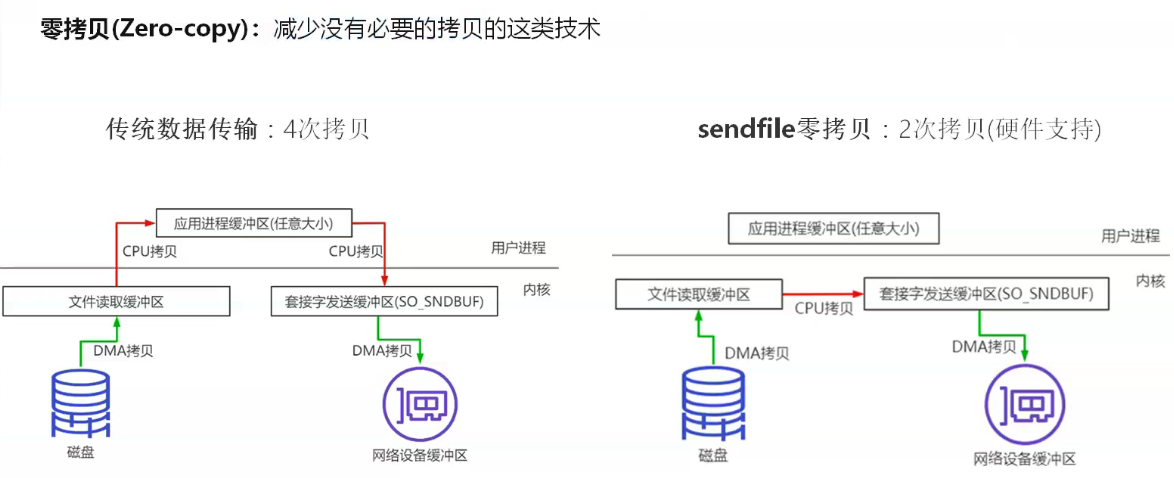 零拷贝(Zero-copy)：减少没有必要的拷贝的这类技术
传统数据传输：4次拷贝
应用进程缓冲区(任意大小)
CPU拷贝
CPU拷贝
用户进程
内核
文件读取缓冲区
套接字发送缓冲区(SO_SNDBUF)
DMA拷贝
DMA拷贝
磁盘
网络设备缓冲区
sendfile零拷贝：2次拷贝(硬件支持)
应用进程缓冲区(任意大小)
用户进程
内核
文件读取缓冲区
CPU拷贝
套接字发送缓冲区(SO_SNDBUF)
DMA拷贝
DMA拷贝
磁盘
网络设备缓冲区